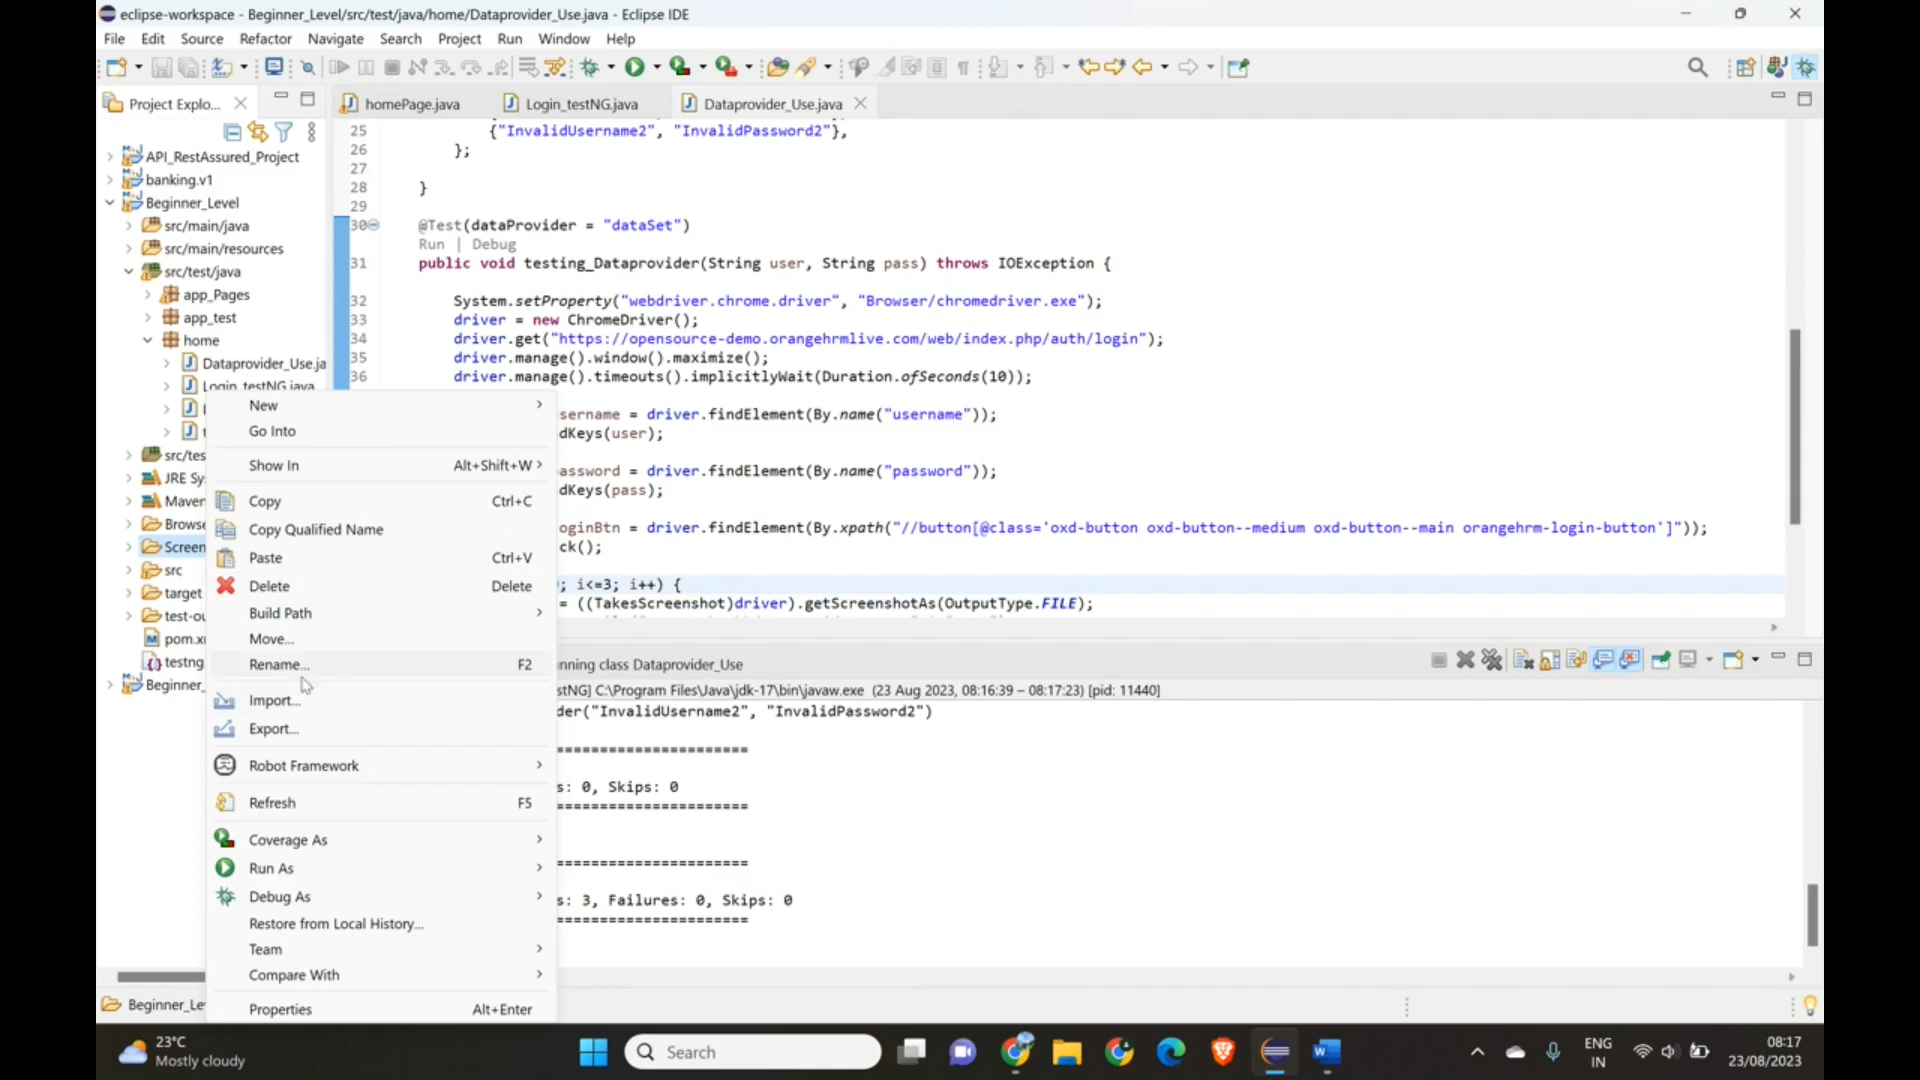 eclipse-workspace - Beginner_Level/src/test/java/home/Dataprovider_Use.java - Eclipse IDE
File Edit Source Refactor Navigate Search Project Run Window Help
Project Explo...
homePage.java
Login_testNG.java
Dataprovider_Use.java
API_RestAssured_Project
banking.v1
Beginner_Level
src/main/java
src/main/resources
src/test/java
app_Pages
app_test
home
Dataprovider_Use.ja
Login_testNG.java
src/tes
JRE Sy
Maven
Browse
Screen
src
target
test-ou
pom.x
testng
Beginner_
25 {"InvalidUsername2", "InvalidPassword2"},
26 };
27
28 }
29
30 @Test(dataProvider = "dataSet")
Run | Debug
31 public void testing_Dataprovider(String user, String pass) throws IOException {
32 System.setProperty("webdriver.chrome.driver", "Browser/chromedriver.exe");
33 driver = new ChromeDriver();
34 driver.get("https://opensource-demo.orangehrmlive.com/web/index.php/auth/login");
35 driver.manage().window().maximize();
36 driver.manage().timeouts().implicitlyWait(Duration.ofSeconds(10));
sername = driver.findElement(By.name("username"));
dKeys(user);
assword = driver.findElement(By.name("password"));
dKeys(pass);
oginBtn = driver.findElement(By.xpath("//button[@class='oxd-button oxd-button--medium oxd-button--main orangehrm-login-button']"));
ck();
; i<=3; i++) {
= ((TakesScreenshot)driver).getScreenshotAs(OutputType.FILE);
New
Go Into
Show In Alt+Shift+W
Copy Ctrl+C
Copy Qualified Name
Paste Ctrl+V
Delete Delete
Build Path
Move...
Rename... F2
Import...
Export...
Robot Framework
Refresh F5
Coverage As
Run As
Debug As
Restore from Local History...
Team
Compare With
Properties Alt+Enter
nning class Dataprovider_Use
stNG] C:\Program Files\Java\jdk-17\bin\javaw.exe (23 Aug 2023, 08:16:39 – 08:17:23) [pid: 11440]
der("InvalidUsername2", "InvalidPassword2")
====================
s: 0, Skips: 0
====================
====================
s: 3, Failures: 0, Skips: 0
====================
Beginner_Le
23°C
Mostly cloudy
Search
ENG
IN
08:17
23/08/2023